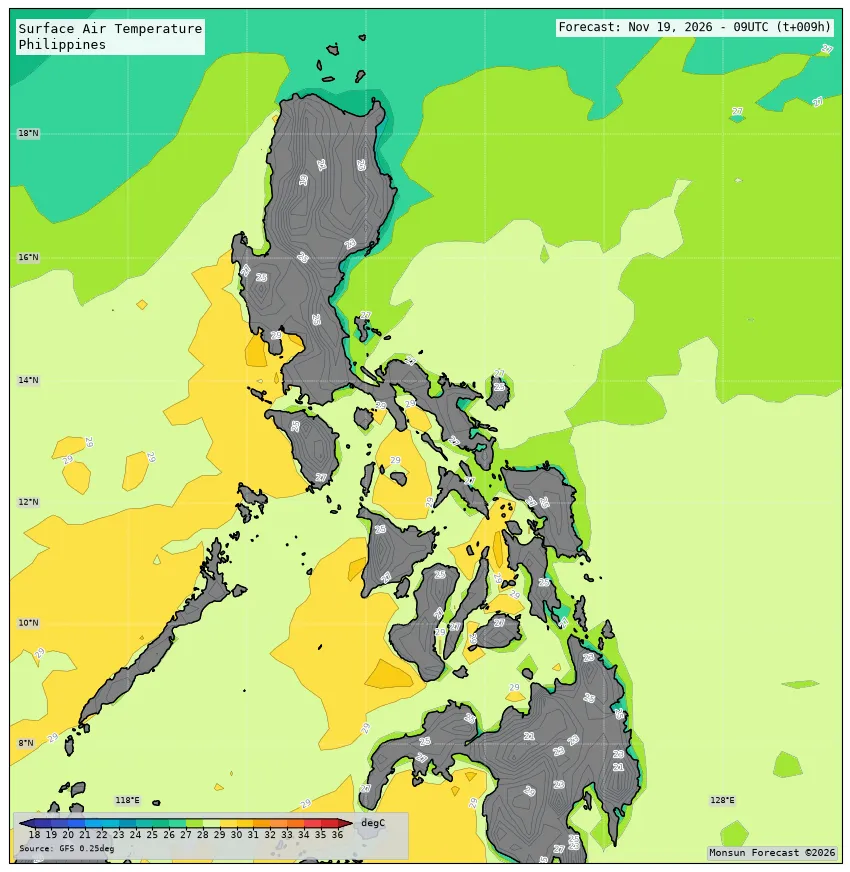 Surface Air Temperature
Philippines
Forecast: Nov 19, 2026 - 09UTC (t+009h)
18°N
16°N
14°N
12°N
10°N
8°N
118°E
128°E
18 19 20 21 22 23 24 25 26 27 28 29 30 31 32 33 34 35 36
degC
Source: GFS 0.25deg
Monsun Forecast ©2026